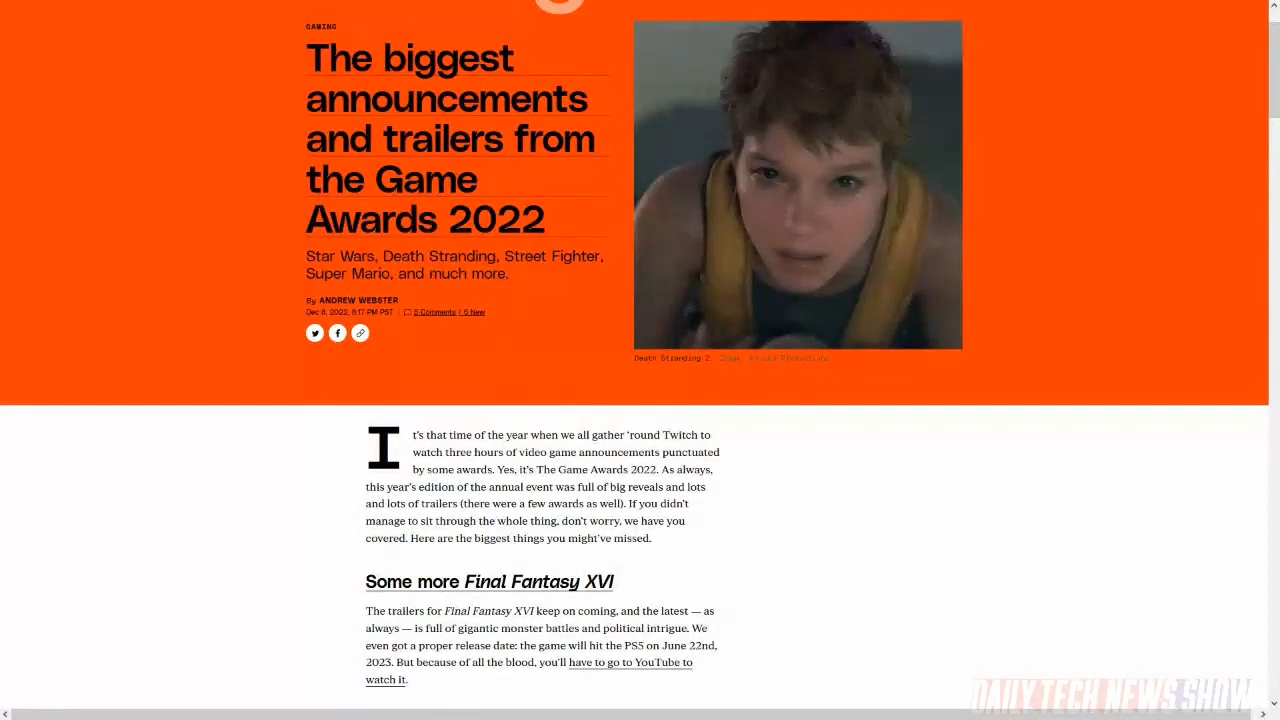 GAMING
The biggest
announcements
and trailers from
the Game
Awards 2022
Star Wars, Death Stranding, Street Fighter,
Super Mario, and much more.
By ANDREW WEBSTER
Dec 8, 2022, 8:17 PM PST | 5 Comments / 5 New
Death Stranding 2. Image: Kojima Productions
It’s that time of the year when we all gather ’round Twitch to
watch three hours of video game announcements punctuated
by some awards. Yes, it’s The Game Awards 2022. As always,
this year’s edition of the annual event was full of big reveals and lots
and lots of trailers (there were a few awards as well). If you didn’t
manage to sit through the whole thing, don’t worry, we have you
covered. Here are the biggest things you might’ve missed.
Some more Final Fantasy XVI
The trailers for Final Fantasy XVI keep on coming, and the latest — as
always — is full of gigantic monster battles and political intrigue. We
even got a proper release date: the game will hit the PS5 on June 22nd,
2023. But because of all the blood, you’ll have to go to YouTube to
watch it.
DAILY TECH NEWS SHOW